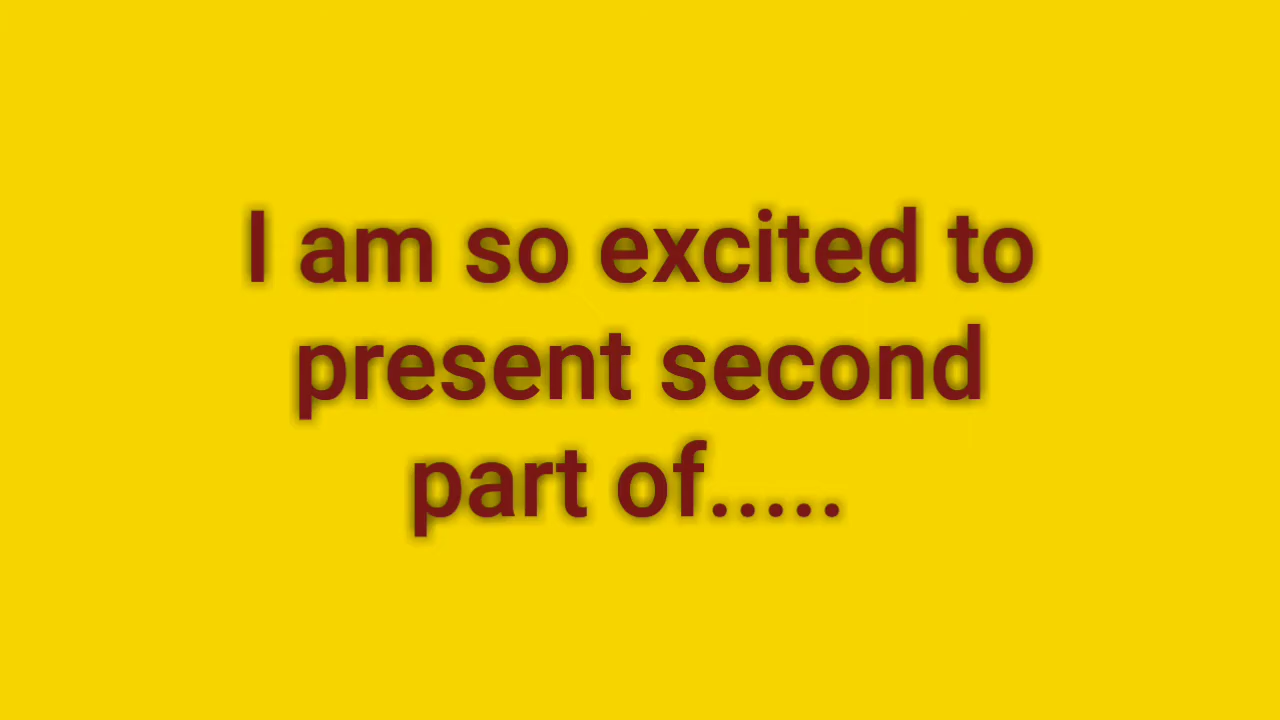 I am so excited to
present second
part of.....